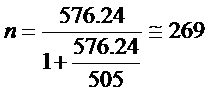 n = 576.24 / (1 + 576.24 / 505) ≅ 269